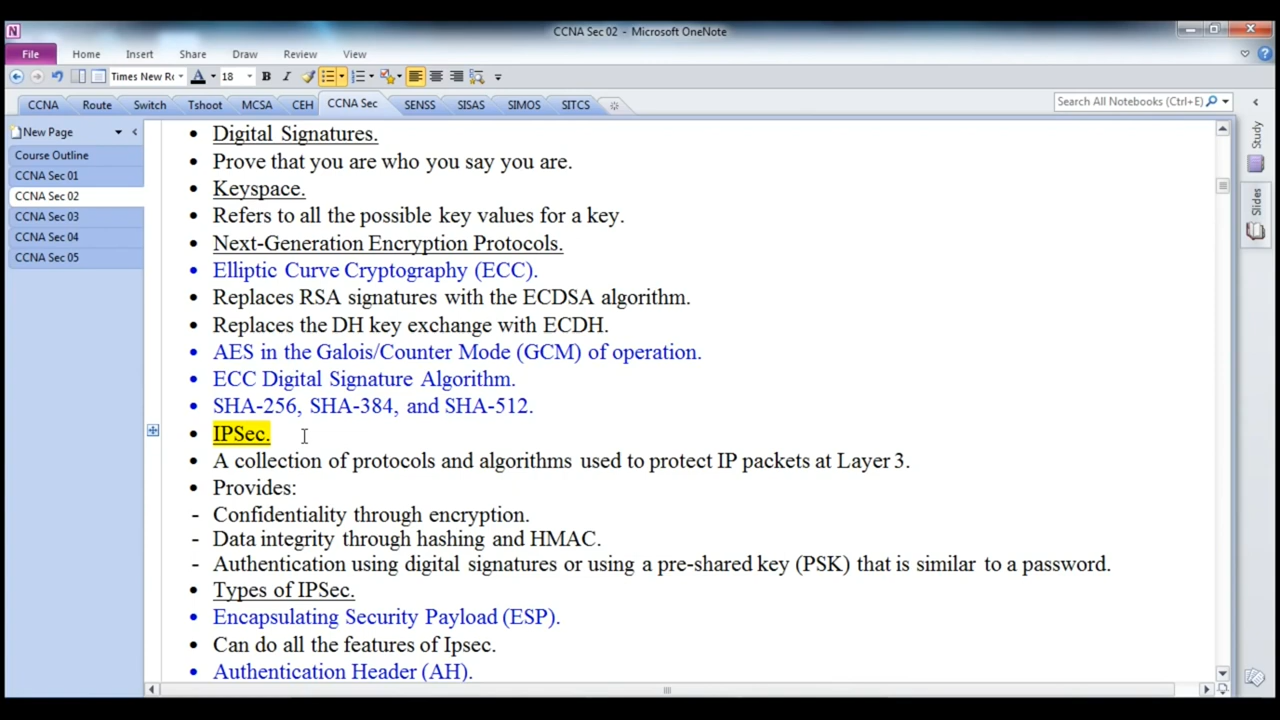 CCNA Sec 02 - Microsoft OneNote
File Home Insert Share Draw Review View
Times New Rc 18 B I
CCNA Route Switch Tshoot MCSA CEH CCNA Sec SENSS SISAS SIMOS SITCS Search All Notebooks (Ctrl+E)
New Page
Course Outline
CCNA Sec 01
CCNA Sec 02
CCNA Sec 03
CCNA Sec 04
CCNA Sec 05
• Digital Signatures.
• Prove that you are who you say you are.
• Keyspace.
• Refers to all the possible key values for a key.
• Next-Generation Encryption Protocols.
• Elliptic Curve Cryptography (ECC).
• Replaces RSA signatures with the ECDSA algorithm.
• Replaces the DH key exchange with ECDH.
• AES in the Galois/Counter Mode (GCM) of operation.
• ECC Digital Signature Algorithm.
• SHA-256, SHA-384, and SHA-512.
• IPSec.
• A collection of protocols and algorithms used to protect IP packets at Layer 3.
• Provides:
- Confidentiality through encryption.
- Data integrity through hashing and HMAC.
- Authentication using digital signatures or using a pre-shared key (PSK) that is similar to a password.
• Types of IPSec.
• Encapsulating Security Payload (ESP).
• Can do all the features of Ipsec.
• Authentication Header (AH).
Study
Slides